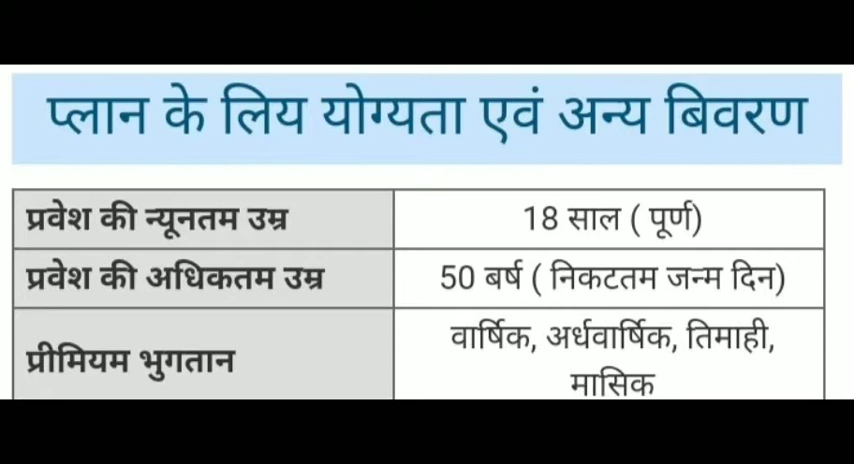 प्लान के लिय योग्यता एवं अन्य बिवरण
प्रवेश की न्यूनतम उम्र 18 साल ( पूर्ण)
प्रवेश की अधिकतम उम्र 50 बर्ष ( निकटतम जन्म दिन)
प्रीमियम भुगतान वार्षिक, अर्धवार्षिक, तिमाही,
मासिक